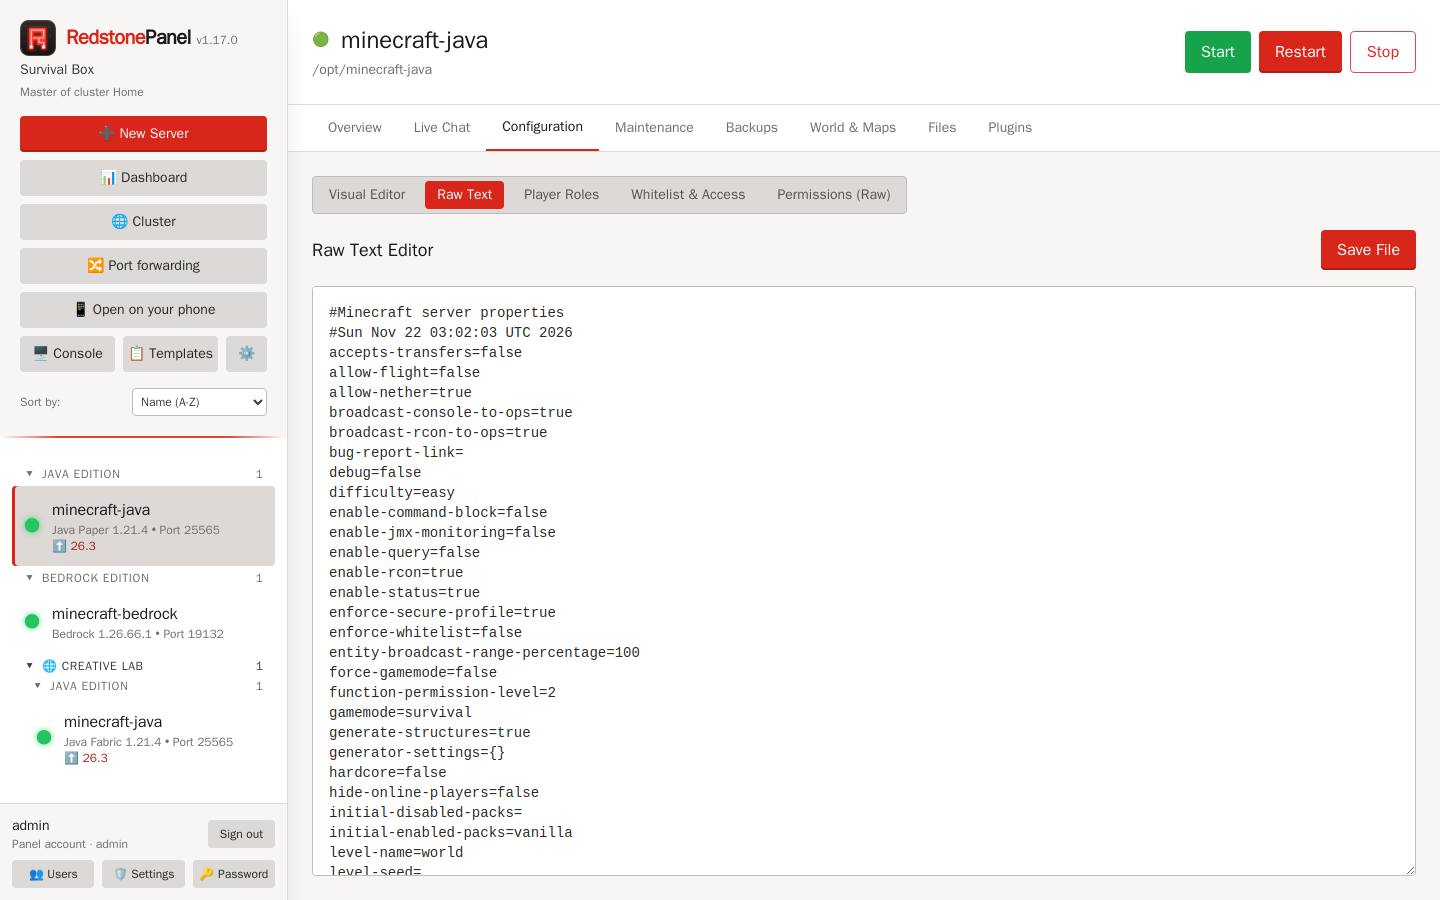 RedstonePanel v1.17.0
Survival Box
Master of cluster Home
➕ New Server
📊 Dashboard
🌐 Cluster
🔀 Port forwarding
📱 Open on your phone
🖥️ Console
📋 Templates
⚙️
Sort by:
Name (A-Z)
▼ JAVA EDITION 1
minecraft-java
Java Paper 1.21.4 • Port 25565
⬆️ 26.3
▼ BEDROCK EDITION 1
minecraft-bedrock
Bedrock 1.26.66.1 • Port 19132
▼ 🌐 CREATIVE LAB 1
▼ JAVA EDITION 1
minecraft-java
Java Fabric 1.21.4 • Port 25565
⬆️ 26.3
admin
Panel account · admin
Sign out
👥 Users
🛡️ Settings
🔑 Password
minecraft-java
/opt/minecraft-java
Start
Restart
Stop
Overview
Live Chat
Configuration
Maintenance
Backups
World & Maps
Files
Plugins
Visual Editor
Raw Text
Player Roles
Whitelist & Access
Permissions (Raw)
Raw Text Editor
Save File
#Minecraft server properties
#Sun Nov 22 03:02:03 UTC 2026
accepts-transfers=false
allow-flight=false
allow-nether=true
broadcast-console-to-ops=true
broadcast-rcon-to-ops=true
bug-report-link=
debug=false
difficulty=easy
enable-command-block=false
enable-jmx-monitoring=false
enable-query=false
enable-rcon=true
enable-status=true
enforce-secure-profile=true
enforce-whitelist=false
entity-broadcast-range-percentage=100
force-gamemode=false
function-permission-level=2
gamemode=survival
generate-structures=true
generator-settings={}
hardcore=false
hide-online-players=false
initial-disabled-packs=
initial-enabled-packs=vanilla
level-name=world
level-seed=